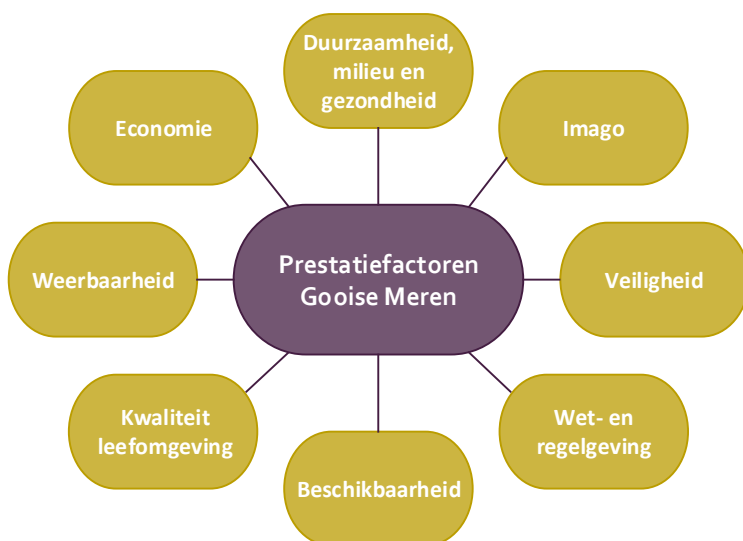 Duurzaamheid,
milieu en
gezondheid
Economie
Imago
Weerbaarheid
Prestatiefactoren
Gooise Meren
Veiligheid
Kwaliteit
leefomgeving
Wet- en
regelgeving
Beschikbaarheid